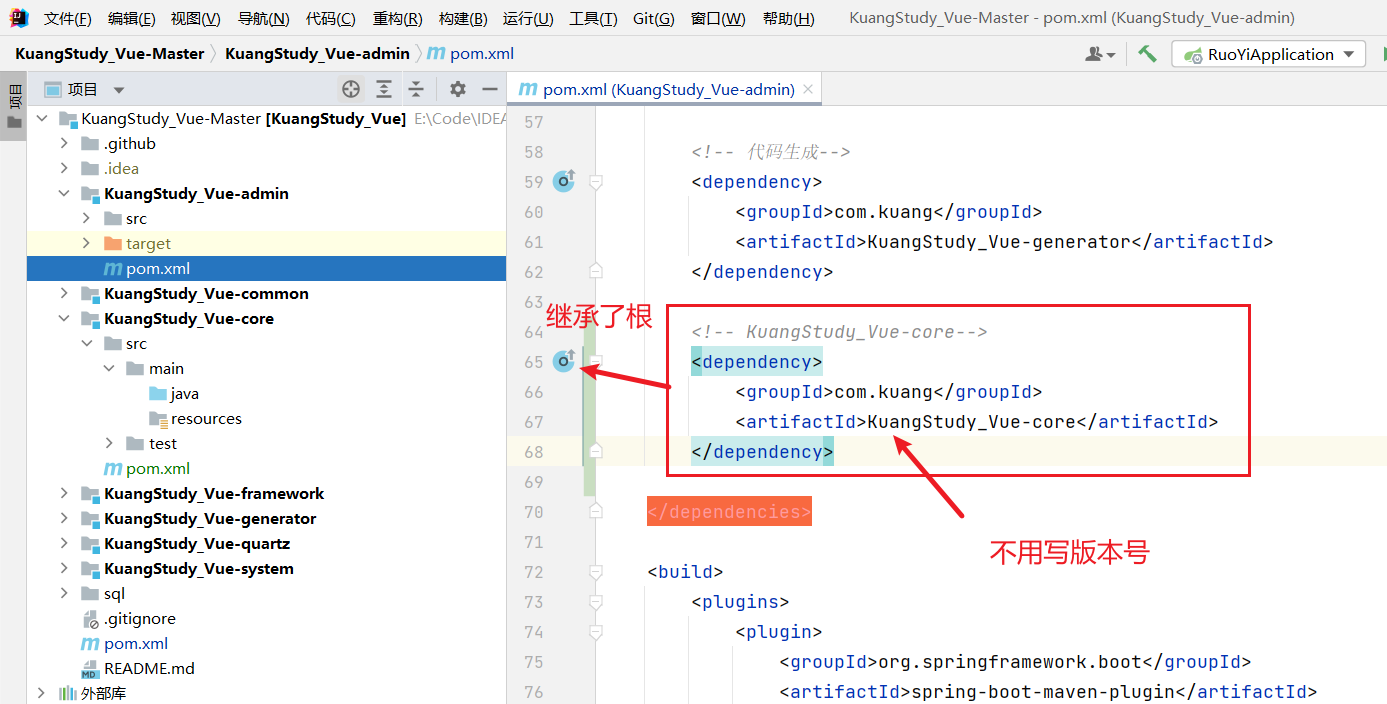 文件(F) 编辑(E) 视图(V) 导航(N) 代码(C) 重构(R) 构建(B) 运行(U) 工具(T) Git(G) 窗口(W) 帮助(H) KuangStudy_Vue-Master - pom.xml (KuangStudy_Vue-admin)
KuangStudy_Vue-Master KuangStudy_Vue-admin pom.xml RuoYiApplication
项目
项目
pom.xml (KuangStudy_Vue-admin)
KuangStudy_Vue-Master [KuangStudy_Vue] E:\Code\IDEA
.github
.idea
KuangStudy_Vue-admin
src
target
pom.xml
KuangStudy_Vue-common
KuangStudy_Vue-core
src
main
java
resources
test
pom.xml
KuangStudy_Vue-framework
KuangStudy_Vue-generator
KuangStudy_Vue-quartz
KuangStudy_Vue-system
sql
.gitignore
pom.xml
README.md
外部库
57
58 <!-- 代码生成-->
59 <dependency>
60 <groupId>com.kuang</groupId>
61 <artifactId>KuangStudy_Vue-generator</artifactId>
62 </dependency>
63
继承了根
64 <!-- KuangStudy_Vue-core-->
65 <dependency>
66 <groupId>com.kuang</groupId>
67 <artifactId>KuangStudy_Vue-core</artifactId>
68 </dependency>
69
70 </dependencies>
71
不用写版本号
72 <build>
73 <plugins>
74 <plugin>
75 <groupId>org.springframework.boot</groupId>
76 <artifactId>spring-boot-maven-plugin</artifactId>